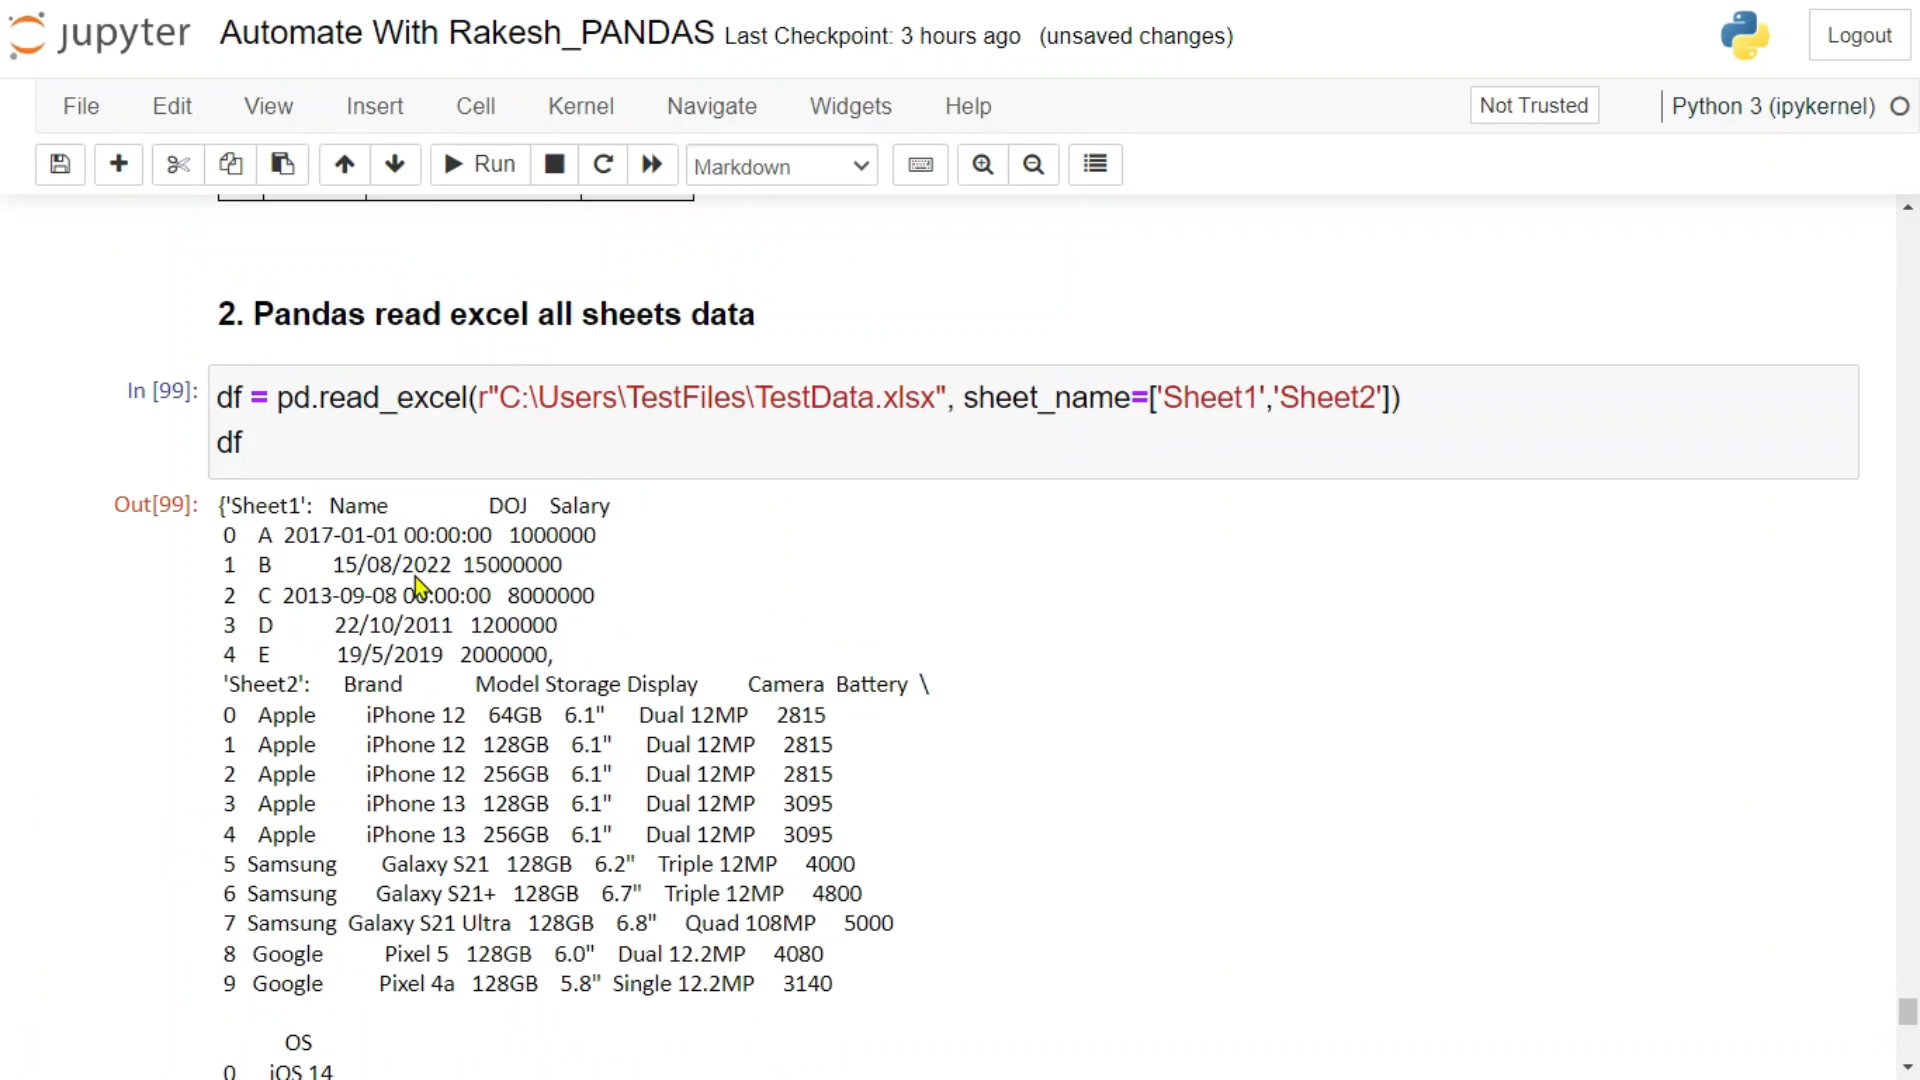 jupyter Automate With Rakesh_PANDAS Last Checkpoint: 3 hours ago (unsaved changes) Logout
File Edit View Insert Cell Kernel Navigate Widgets Help Not Trusted Python 3 (ipykernel)
Run Markdown
2. Pandas read excel all sheets data
In [99]: df = pd.read_excel(r"C:\Users\TestFiles\TestData.xlsx", sheet_name=['Sheet1','Sheet2'])
df
Out[99]: {'Sheet1': Name DOJ Salary
0 A 2017-01-01 00:00:00 1000000
1 B 15/08/2022 15000000
2 C 2013-09-08 00:00:00 8000000
3 D 22/10/2011 1200000
4 E 19/5/2019 2000000,
'Sheet2': Brand Model Storage Display Camera Battery \
0 Apple iPhone 12 64GB 6.1" Dual 12MP 2815
1 Apple iPhone 12 128GB 6.1" Dual 12MP 2815
2 Apple iPhone 12 256GB 6.1" Dual 12MP 2815
3 Apple iPhone 13 128GB 6.1" Dual 12MP 3095
4 Apple iPhone 13 256GB 6.1" Dual 12MP 3095
5 Samsung Galaxy S21 128GB 6.2" Triple 12MP 4000
6 Samsung Galaxy S21+ 128GB 6.7" Triple 12MP 4800
7 Samsung Galaxy S21 Ultra 128GB 6.8" Quad 108MP 5000
8 Google Pixel 5 128GB 6.0" Dual 12.2MP 4080
9 Google Pixel 4a 128GB 5.8" Single 12.2MP 3140
OS
0 iOS 14